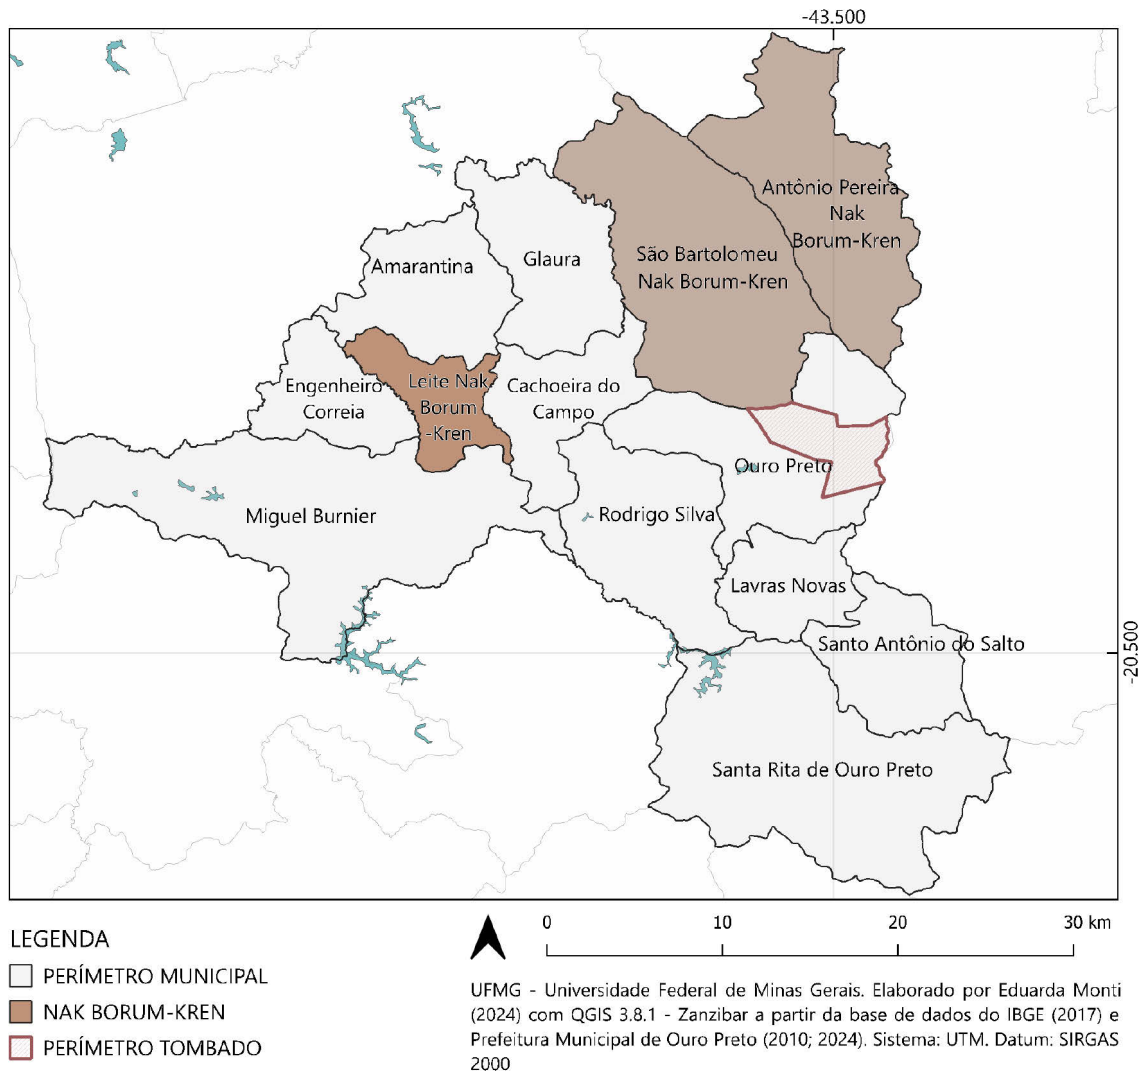 -43.500
Antônio Pereira
Nak
Borum-Kren
São Bartolomeu
Nak Borum-Kren
Glaura
Amarantina
Engenheiro
Correia
Leite Nak
Borum
-Kren
Cachoeira do
Campo
Ouro Preto
Miguel Burnier
Rodrigo Silva
Lavras Novas
Santo Antônio do Salto
-20.500
Santa Rita de Ouro Preto
0 10 20 30 km
LEGENDA
PERÍMETRO MUNICIPAL
NAK BORUM-KREN
PERÍMETRO TOMBADO
UFMG - Universidade Federal de Minas Gerais. Elaborado por Eduarda Monti
(2024) com QGIS 3.8.1 - Zanzibar a partir da base de dados do IBGE (2017) e
Prefeitura Municipal de Ouro Preto (2010; 2024). Sistema: UTM. Datum: SIRGAS
2000